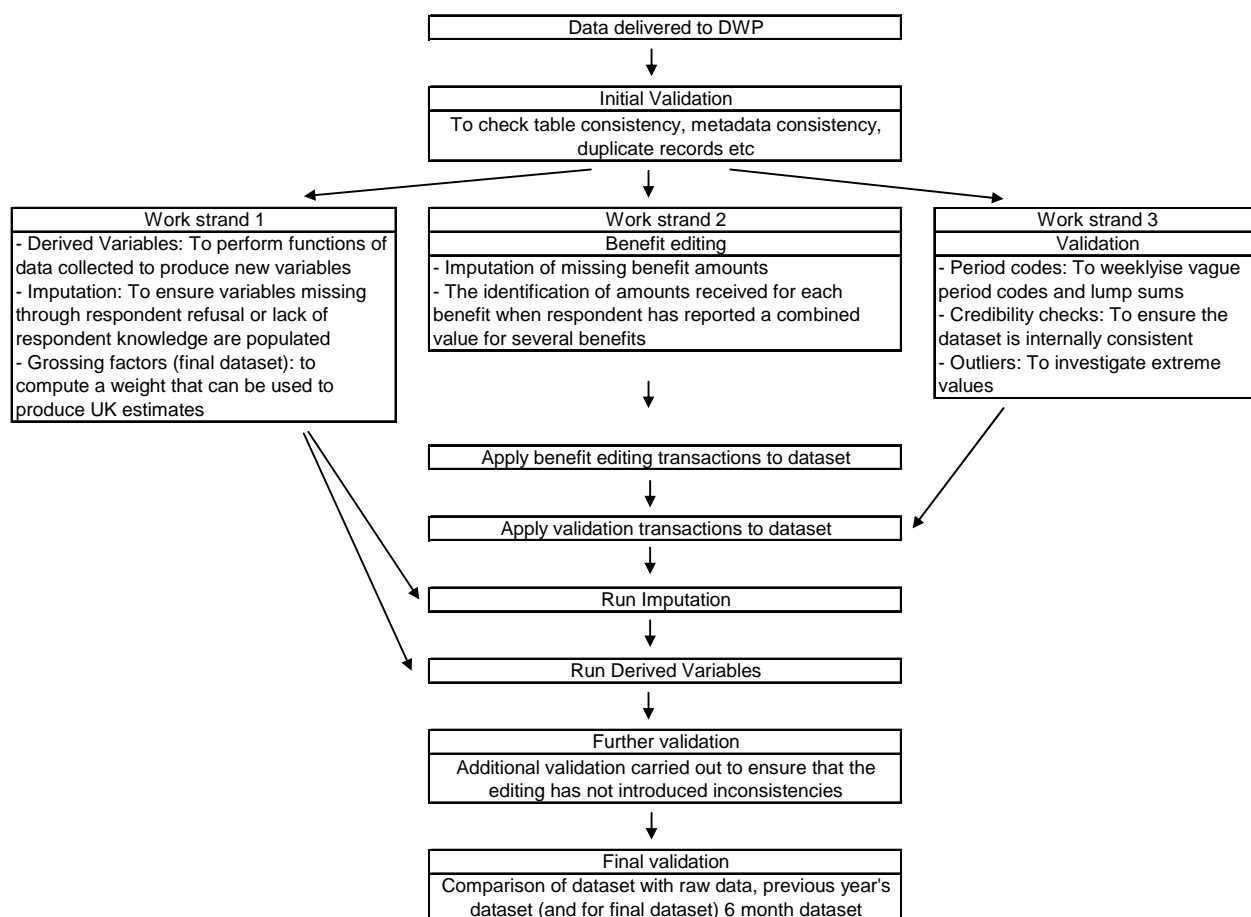 Data delivered to DWP
Initial Validation
To check table consistency, metadata consistency,
duplicate records etc
Work strand 1
- Derived Variables: To perform functions of
data collected to produce new variables
- Imputation: To ensure variables missing
through respondent refusal or lack of
respondent knowledge are populated
- Grossing factors (final dataset): to
compute a weight that can be used to
produce UK estimates
Work strand 2
Benefit editing
- Imputation of missing benefit amounts
- The identification of amounts received for each
benefit when respondent has reported a combined
value for several benefits
Work strand 3
Validation
- Period codes: To weeklyise vague
period codes and lump sums
- Credibility checks: To ensure the
dataset is internally consistent
- Outliers: To investigate extreme
values
Apply benefit editing transactions to dataset
Apply validation transactions to dataset
Run Imputation
Run Derived Variables
Further validation
Additional validation carried out to ensure that the
editing has not introduced inconsistencies
Final validation
Comparison of dataset with raw data, previous year's
dataset (and for final dataset) 6 month dataset